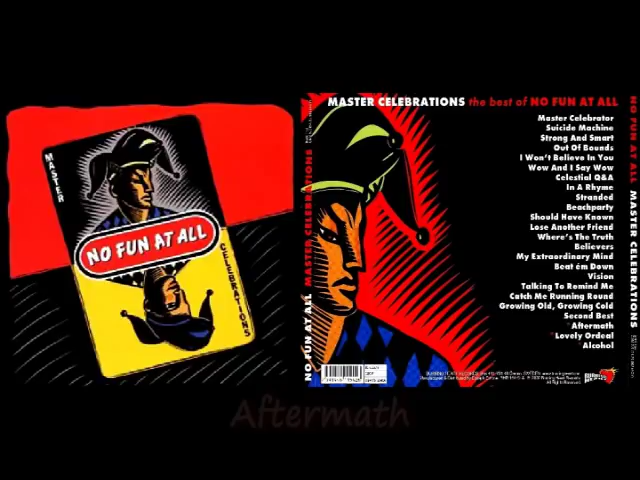 MASTER
NO FUN AT ALL
CELEBRATIONS
MASTER CELEBRATIONS the best of NO FUN AT ALL
Master Celebrator
Suicide Machine
Strong And Smart
Out Of Bounds
I Won't Believe In You
Wow And I Say Wow
Celestial Q&A
In A Rhyme
Stranded
Beachparty
Should Have Known
Lose Another Friend
Where's The Truth
Believers
My Extraordinary Mind
Beat ém Down
Vision
Talking To Remind Me
Catch Me Running Round
Growing Old, Growing Cold
Second Best
*Aftermath
*Lovely Ordeal
*Alcohol
NO FUN AT ALL MASTER CELEBRATIONS
NO FUN AT ALL MASTER CELEBRATIONS
Aftermath